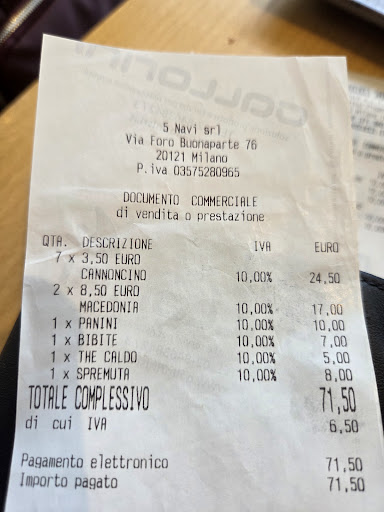 5 Navi srl
Via Foro Buonaparte 76
20121 Milano
P.iva 03575280965
DOCUMENTO COMMERCIALE
di vendita o prestazione
QTA. DESCRIZIONE IVA EURO
7 x 3,50 EURO
CANNONCINO 10,00% 24,50
2 x 8,50 EURO
MACEDONIA 10,00% 17,00
1 x PANINI 10,00% 10,00
1 x BIBITE 10,00% 7,00
1 x THE CALDO 10,00% 5,00
1 x SPREMUTA 10,00% 8,00
TOTALE COMPLESSIVO 71,50
di cui IVA 6,50
Pagamento elettronico 71,50
Importo pagato 71,50